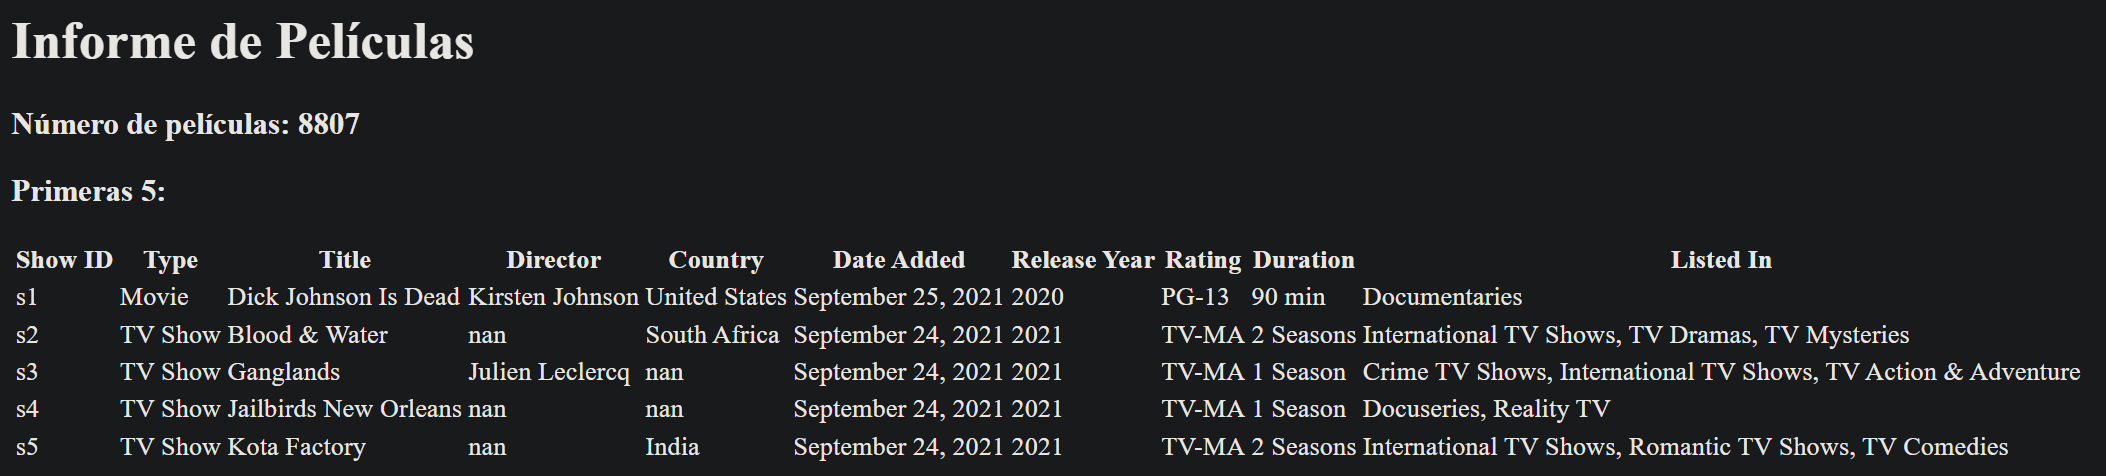 Informe de Películas
Número de películas: 8807
Primeras 5:
Show ID Type Title Director Country Date Added Release Year Rating Duration Listed In
s1 Movie Dick Johnson Is Dead Kirsten Johnson United States September 25, 2021 2020 PG-13 90 min Documentaries
s2 TV Show Blood & Water nan South Africa September 24, 2021 2021 TV-MA 2 Seasons International TV Shows, TV Dramas, TV Mysteries
s3 TV Show Ganglands Julien Leclercq nan September 24, 2021 2021 TV-MA 1 Season Crime TV Shows, International TV Shows, TV Action & Adventure
s4 TV Show Jailbirds New Orleans nan nan September 24, 2021 2021 TV-MA 1 Season Docuseries, Reality TV
s5 TV Show Kota Factory nan India September 24, 2021 2021 TV-MA 2 Seasons International TV Shows, Romantic TV Shows, TV Comedies